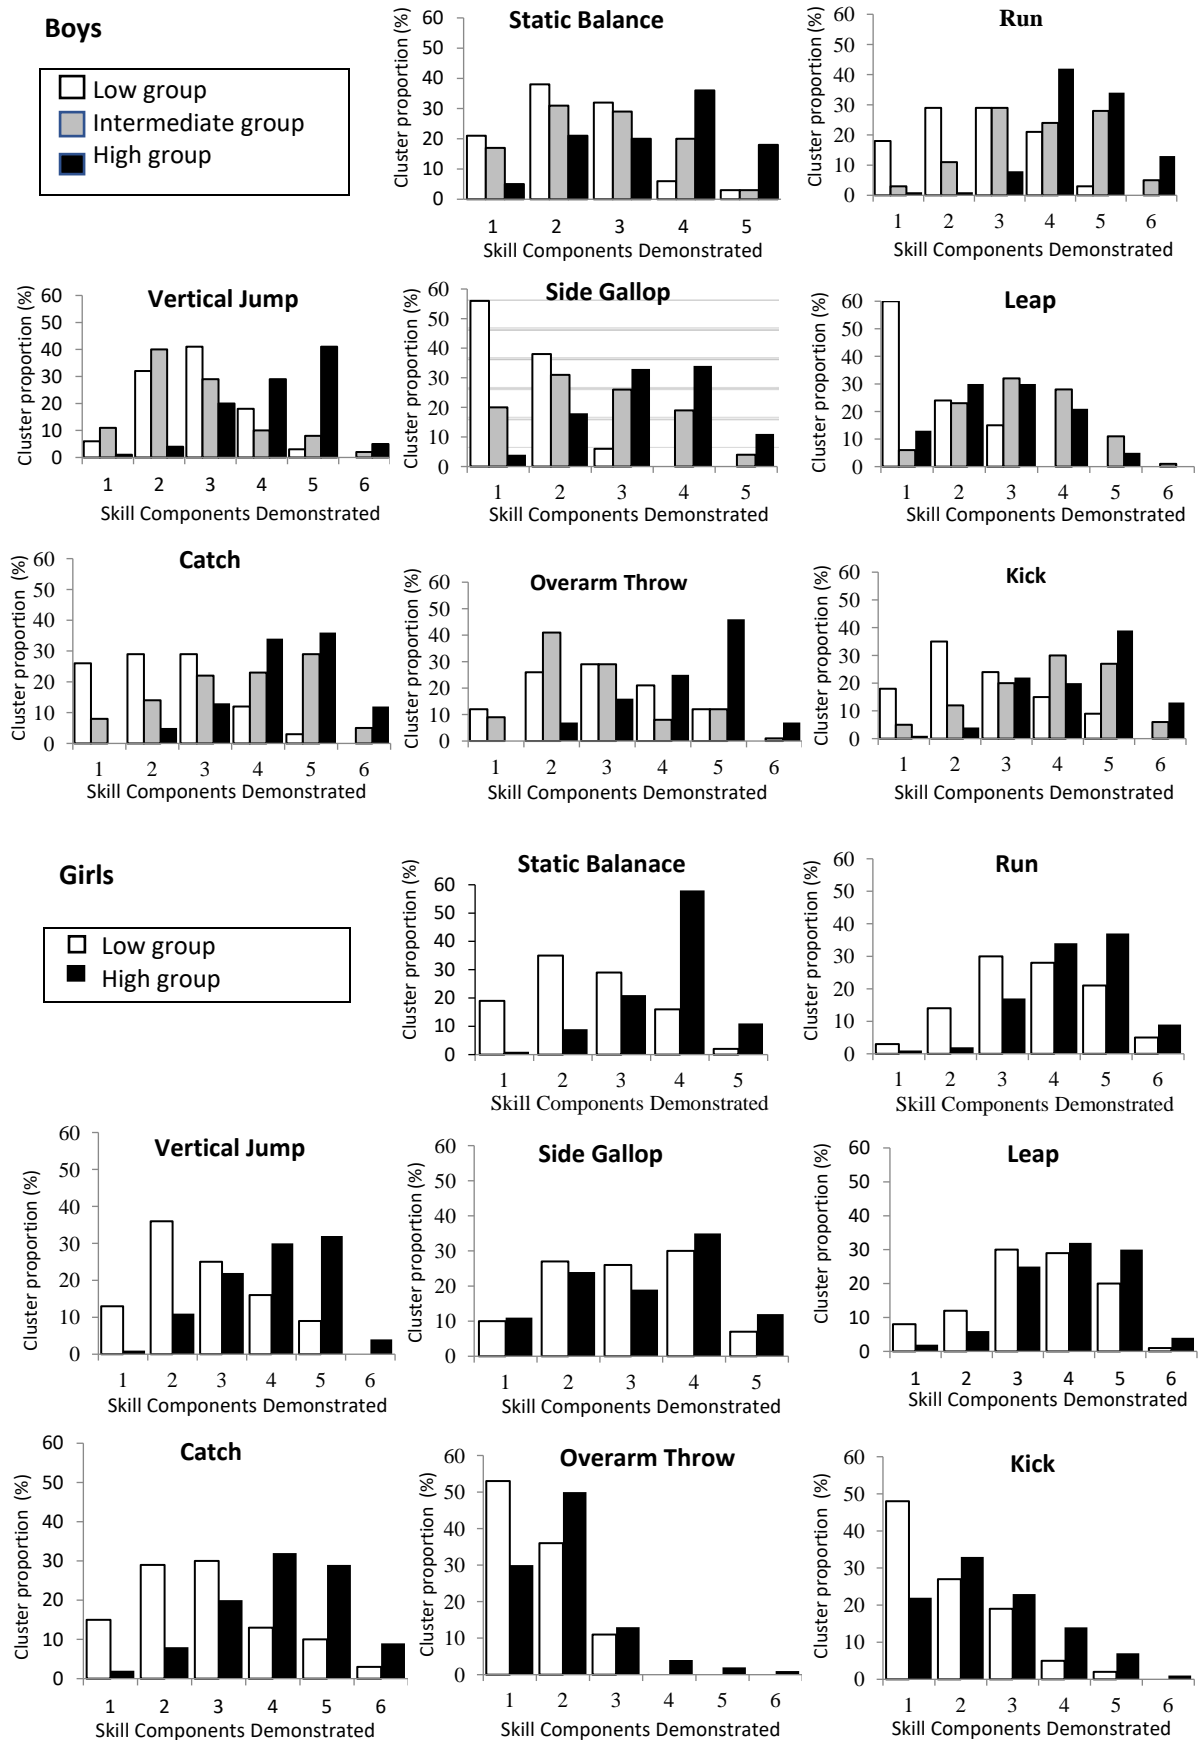 Boys
Low group
Intermediate group
High group
Static Balance
Cluster proportion (%)
60
50
40
30
20
10
0
1 2 3 4 5
Skill Components Demonstrated
Run
Cluster proportion (%)
60
50
40
30
20
10
0
1 2 3 4 5 6
Skill Components Demonstrated
Vertical Jump
Cluster proportion (%)
60
50
40
30
20
10
0
1 2 3 4 5 6
Skill Components Demonstrated
Side Gallop
Cluster proportion (%)
60
50
40
30
20
10
0
1 2 3 4 5
Skill Components Demonstrated
Leap
Cluster proportion (%)
60
50
40
30
20
10
0
1 2 3 4 5 6
Skill Components Demonstrated
Catch
Cluster proportion (%)
60
50
40
30
20
10
0
1 2 3 4 5 6
Skill Components Demonstrated
Overarm Throw
Cluster proportion (%)
60
50
40
30
20
10
0
1 2 3 4 5 6
Skill Components Demonstrated
Kick
Cluster proportion (%)
60
50
40
30
20
10
0
1 2 3 4 5 6
Skill Components Demonstrated
Girls
Low group
High group
Static Balanace
Cluster proportion (%)
60
50
40
30
20
10
0
1 2 3 4 5
Skill Components Demonstrated
Run
Cluster proportion (%)
60
50
40
30
20
10
0
1 2 3 4 5 6
Skill Components Demonstrated
Vertical Jump
Cluster proportion (%)
60
50
40
30
20
10
0
1 2 3 4 5 6
Skill Components Demonstrated
Side Gallop
Cluster proportion (%)
60
50
40
30
20
10
0
1 2 3 4 5
Skill Components Demonstrated
Leap
Cluster proportion (%)
60
50
40
30
20
10
0
1 2 3 4 5 6
Skill Components Demonstrated
Catch
Cluster proportion (%)
60
50
40
30
20
10
0
1 2 3 4 5 6
Skill Components Demonstrated
Overarm Throw
Cluster proportion (%)
60
50
40
30
20
10
0
1 2 3 4 5 6
Skill Components Demonstrated
Kick
Cluster proportion (%)
60
50
40
30
20
10
0
1 2 3 4 5 6
Skill Components Demonstrated